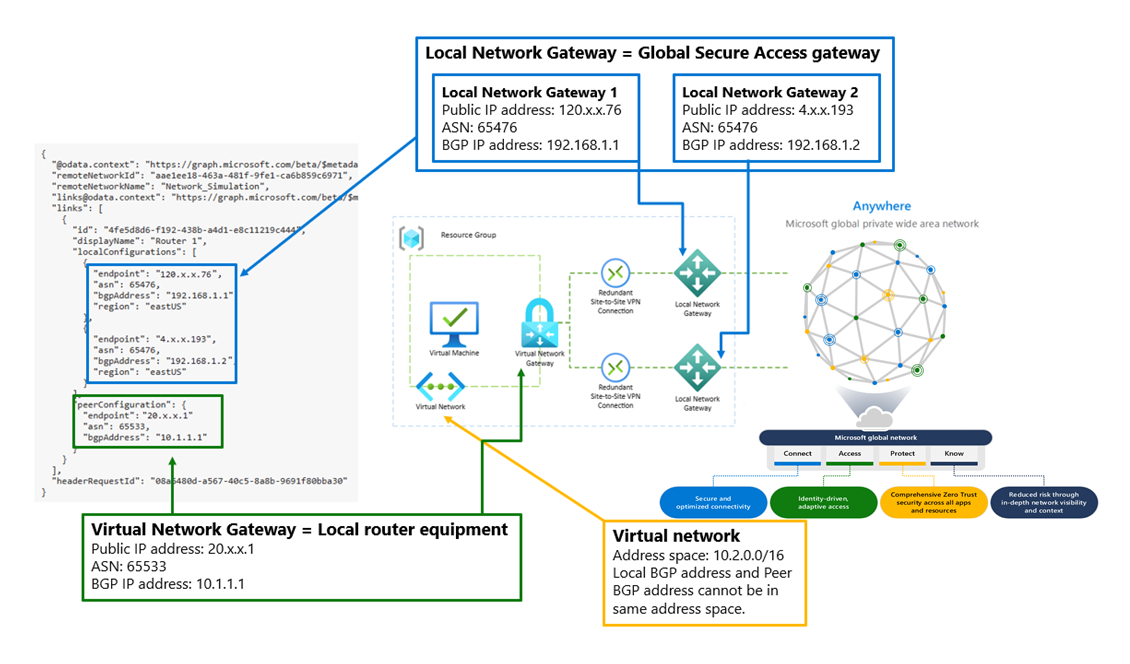 Local Network Gateway = Global Secure Access gateway
Local Network Gateway 1
Public IP address: 120.x.x.76
ASN: 65476
BGP IP address: 192.168.1.1
Local Network Gateway 2
Public IP address: 4.x.x.193
ASN: 65476
BGP IP address: 192.168.1.2
{
"@odata.context": "https://graph.microsoft.com/beta/$metada
"remoteNetworkId": "aae1ee18-463a-481f-9fe1-ca6b859c6971",
"remoteNetworkName": "Network_Simulation",
"links@odata.context": "https://graph.microsoft.com/beta/$m
"links": [
{
"id": "4fe5d8d6-f192-438b-a4d1-e8c11219c444",
"displayName": "Router 1",
"localConfigurations": [
{
"endpoint": "120.x.x.76",
"asn": 65476,
"bgpAddress": "192.168.1.1"
"region": "eastUS"
},
{
"endpoint": "4.x.x.193",
"asn": 65476,
"bgpAddress": "192.168.1.2",
"region": "eastUS"
}
],
"peerConfiguration": {
"endpoint": "20.x.x.1"
"asn": 65533,
"bgpAddress": "10.1.1.1"
}
}
],
"headerRequestId": "08a6480d-a567-40c5-8a8b-9691f80bba30"
}
Resource Group
Virtual Machine
Virtual Network
Virtual Network
Gateway
Redundant
Site-to-Site VPN
Connection
Local Network
Gateway
Redundant
Site-to-Site VPN
Connection
Local Network
Gateway
Anywhere
Microsoft global private wide area network
Microsoft global network
Connect
Access
Protect
Know
Secure and
optimized connectivity
Identity-driven,
adaptive access
Comprehensive Zero Trust
security across all apps
and resources
Reduced risk through
in-depth network visibility
and context
Virtual Network Gateway = Local router equipment
Public IP address: 20.x.x.1
ASN: 65533
BGP IP address: 10.1.1.1
Virtual network
Address space: 10.2.0.0/16
Local BGP address and Peer
BGP address cannot be in
same address space.